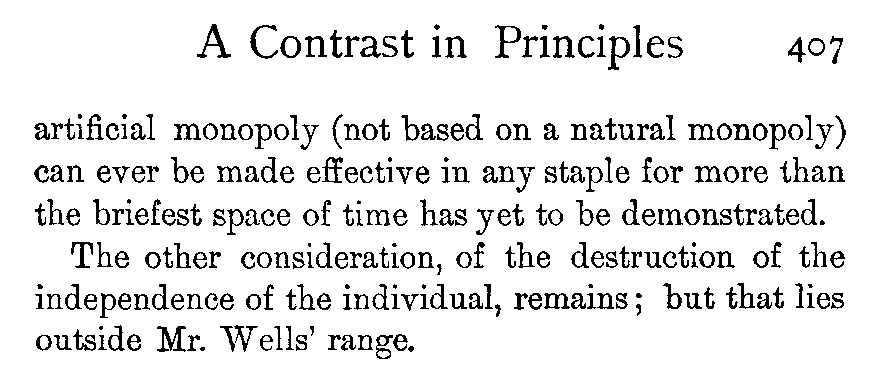 A Contrast in Principles 407
artificial monopoly (not based on a natural monopoly)
can ever be made effective in any staple for more than
the briefest space of time has yet to be demonstrated.
The other consideration, of the destruction of the
independence of the individual, remains; but that lies
outside Mr. Wells' range.